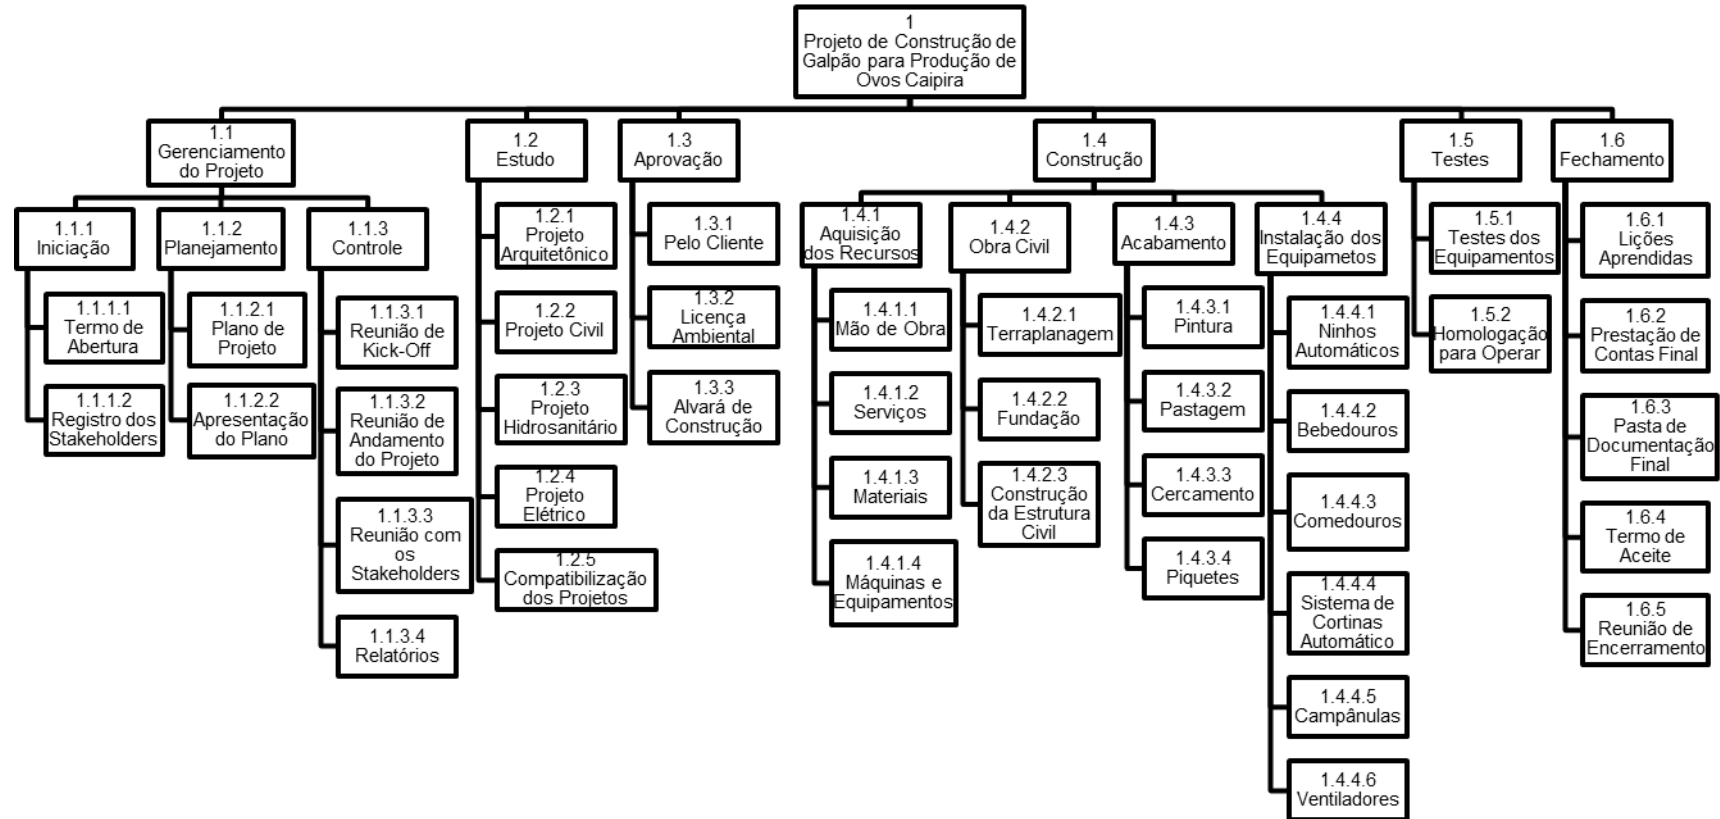 1
Projeto de Construção de
Galpão para Produção de
Ovos Caipira
1.1
Gerenciamento
do Projeto
1.1.1
Iniciação
1.1.1.1
Termo de
Abertura
1.1.1.2
Registro dos
Stakeholders
1.1.2
Planejamento
1.1.2.1
Plano de
Projeto
1.1.2.2
Apresentação
do Plano
1.1.3
Controle
1.1.3.1
Reunião de
Kick-Off
1.1.3.2
Reunião de
Andamento
do Projeto
1.1.3.3
Reunião com
os
Stakeholders
1.1.3.4
Relatórios
1.2
Estudo
1.2.1
Projeto
Arquitetônico
1.2.2
Projeto Civil
1.2.3
Projeto
Hidrosanitário
1.2.4
Projeto
Elétrico
1.2.5
Compatibilização
dos Projetos
1.3
Aprovação
1.3.1
Pelo Cliente
1.3.2
Licença
Ambiental
1.3.3
Alvará de
Construção
1.4
Construção
1.4.1
Aquisição
dos Recursos
1.4.1.1
Mão de Obra
1.4.1.2
Serviços
1.4.1.3
Materiais
1.4.1.4
Máquinas e
Equipamentos
1.4.2
Obra Civil
1.4.2.1
Terraplanagem
1.4.2.2
Fundação
1.4.2.3
Construção
da Estrutura
Civil
1.4.3
Acabamento
1.4.3.1
Pintura
1.4.3.2
Pastagem
1.4.3.3
Cercamento
1.4.3.4
Piquetes
1.4.4
Instalação dos
Equipametos
1.4.4.1
Ninhos
Automáticos
1.4.4.2
Bebedouros
1.4.4.3
Comedouros
1.4.4.4
Sistema de
Cortinas
Automático
1.4.4.5
Campânulas
1.4.4.6
Ventiladores
1.5
Testes
1.5.1
Testes dos
Equipamentos
1.5.2
Homologação
para Operar
1.6
Fechamento
1.6.1
Lições
Aprendidas
1.6.2
Prestação de
Contas Final
1.6.3
Pasta de
Documentação
Final
1.6.4
Termo de
Aceite
1.6.5
Reunião de
Encerramento